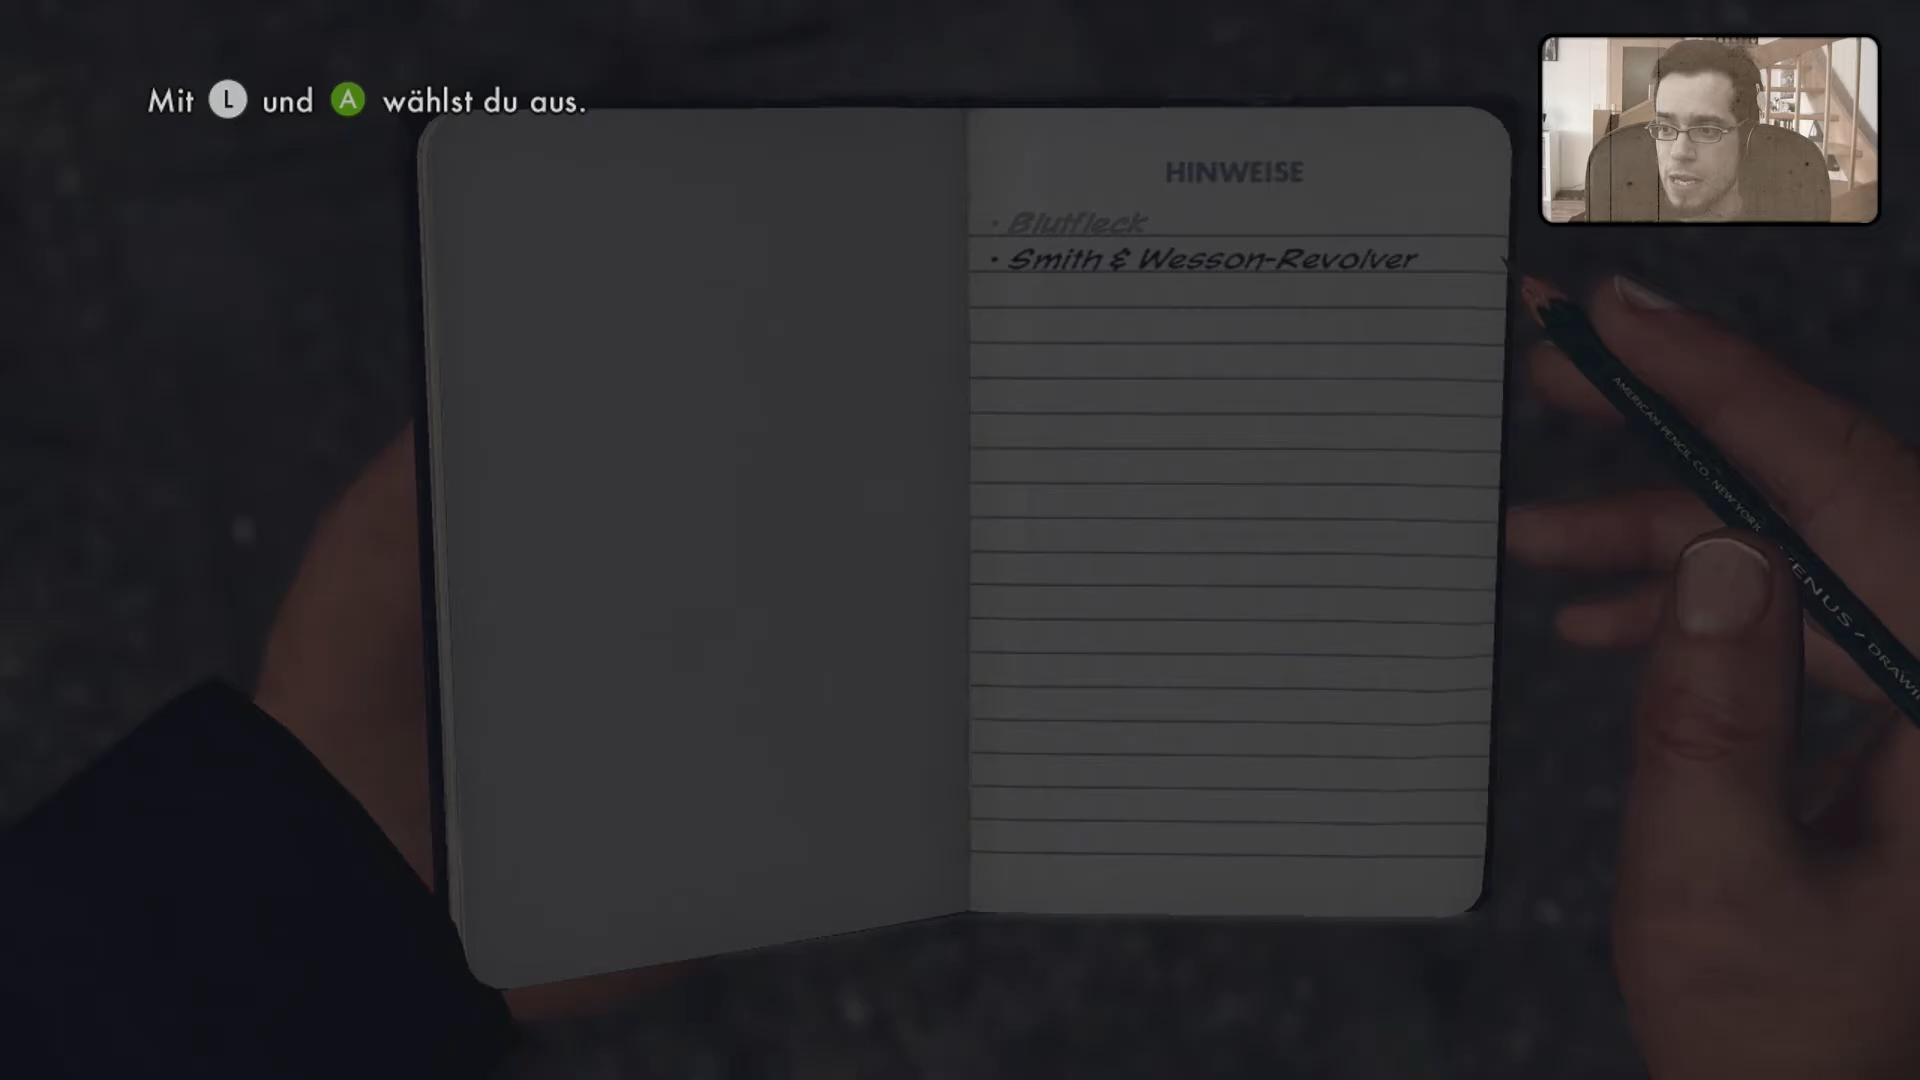 Mit L und A wählst du aus.
HINWEISE
· Blutfleck
· Smith & Wesson-Revolver
AMERICAN PENCIL CO. NEW YORK
VENUS / DRAWI